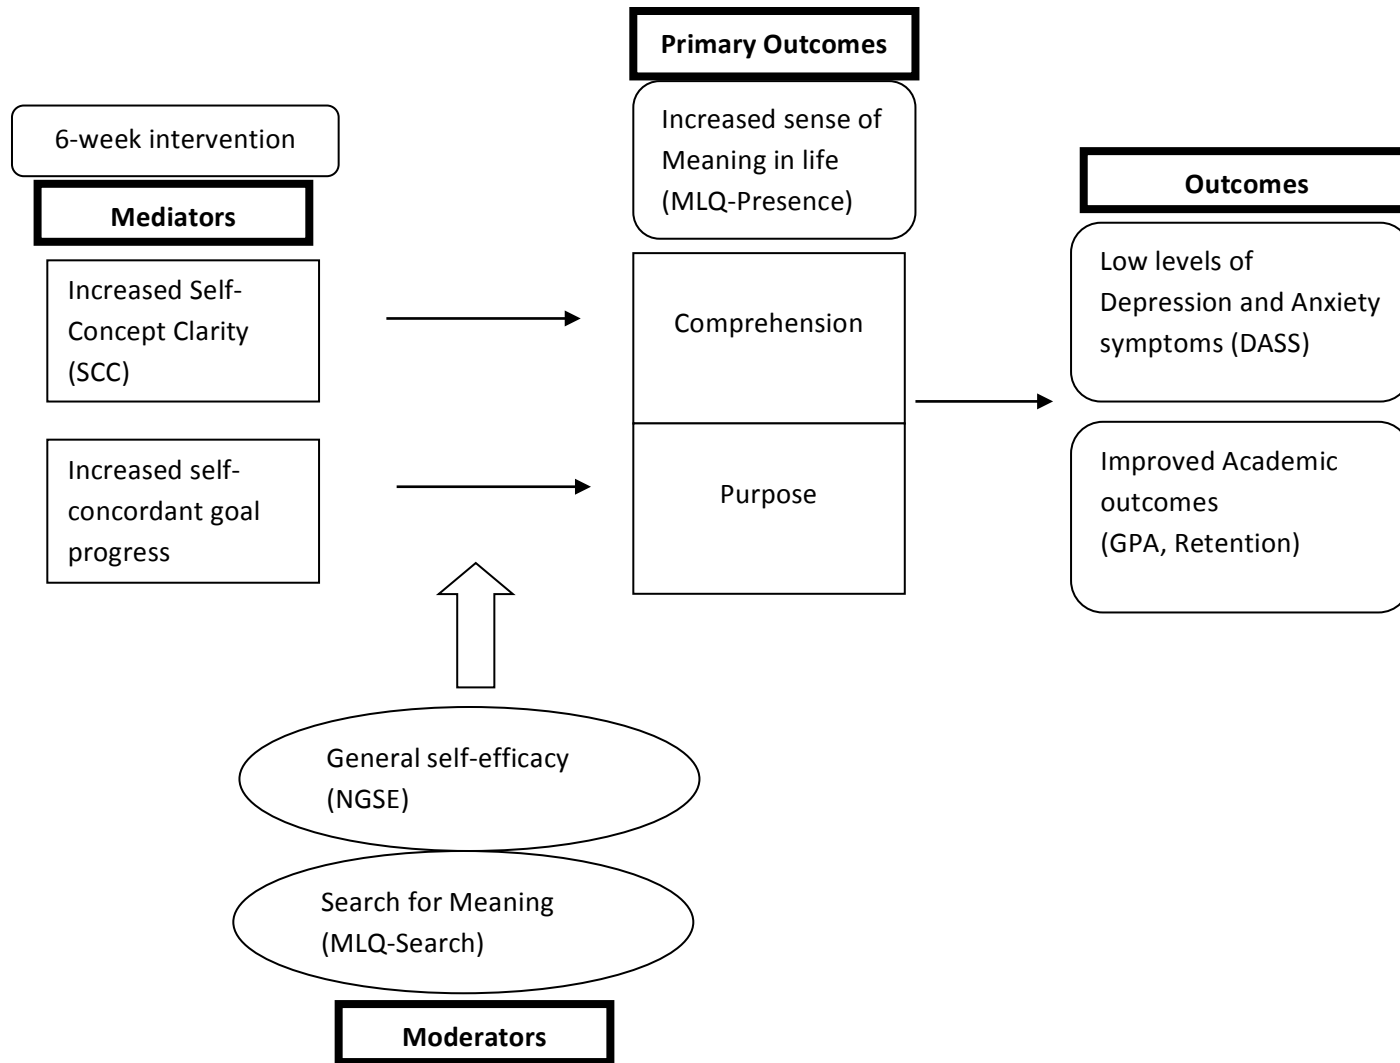 Primary Outcomes
Increased sense of
Meaning in life
(MLQ-Presence)
6-week intervention
Mediators
Increased Self-
Concept Clarity
(SCC)
Increased self-
concordant goal
progress
Comprehension
Purpose
Outcomes
Low levels of
Depression and Anxiety
symptoms (DASS)
Improved Academic
outcomes
(GPA, Retention)
General self-efficacy
(NGSE)
Search for Meaning
(MLQ-Search)
Moderators